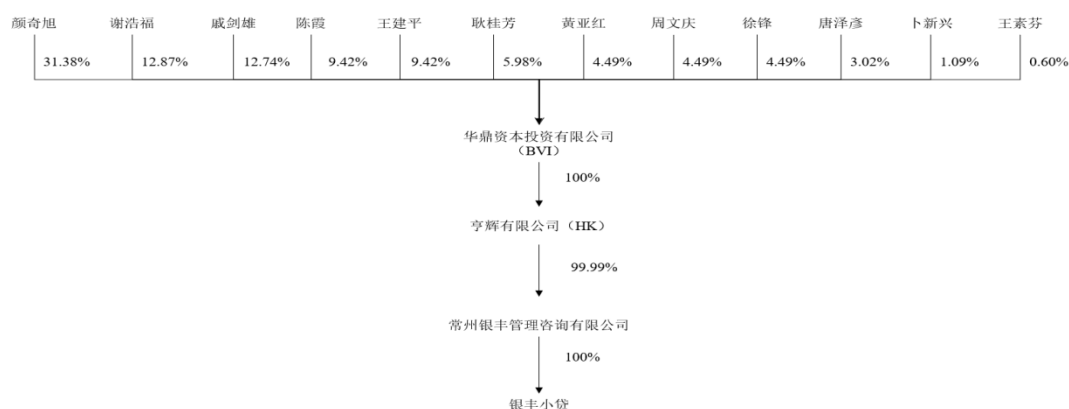 颜奇旭 谢浩福 戚剑雄 陈霞 王建平 耿桂芳 黄亚红 周文庆 徐锋 唐泽彦 卜新兴 王素芬
31.38% 12.87% 12.74% 9.42% 9.42% 5.98% 4.49% 4.49% 4.49% 3.02% 1.09% 0.60%
华鼎资本投资有限公司
（BVI）
100%
亨辉有限公司（HK）
99.99%
常州银丰管理咨询有限公司
100%
银丰小贷